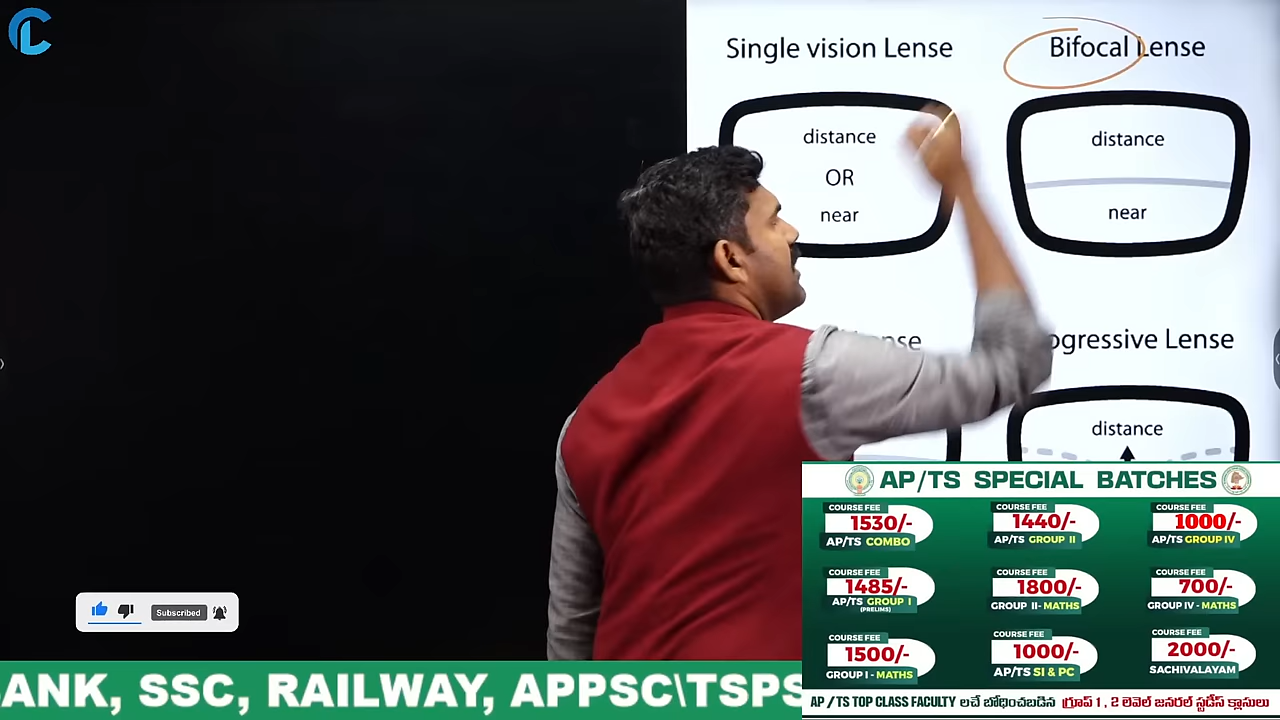 Single vision Lense
Bifocal Lense
distance
OR
near
distance
near
nse
ogressive Lense
distance
AP/TS SPECIAL BATCHES
COURSE FEE
1530/-
AP/TS COMBO
COURSE FEE
1440/-
AP/TS GROUP II
COURSE FEE
1000/-
AP/TS GROUP IV
COURSE FEE
1485/-
AP/TS GROUP I
(PRELIMS)
COURSE FEE
1800/-
GROUP II- MATHS
COURSE FEE
700/-
GROUP IV - MATHS
COURSE FEE
1500/-
GROUP I - MATHS
COURSE FEE
1000/-
AP/TS SI & PC
COURSE FEE
2000/-
SACHIVALAYAM
Subscribed
ANK, SSC, RAILWAY, APPSC\TSPS
AP / TS TOP CLASS FACULTY లచే బోధించబడిన గ్రూప్ 1 , 2 లెవెల్ జనరల్ స్టడీస్ క్లాసులు